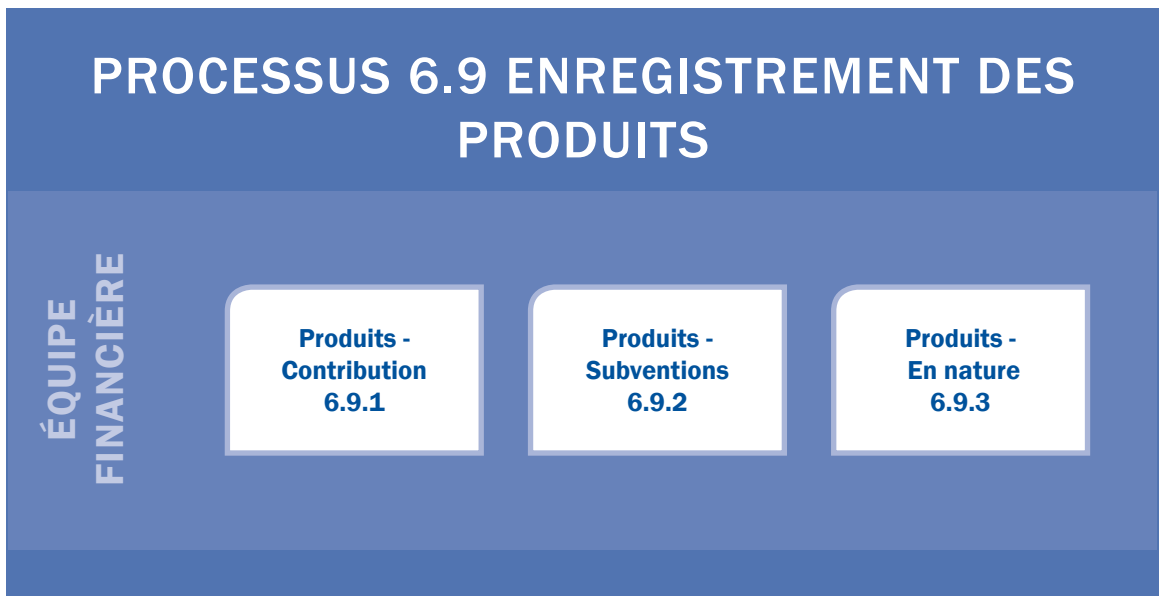 PROCESSUS 6.9 ENREGISTREMENT DES
PRODUITS
ÉQUIPE
FINANCIÈRE
Produits -
Contribution
6.9.1
Produits -
Subventions
6.9.2
Produits -
En nature
6.9.3